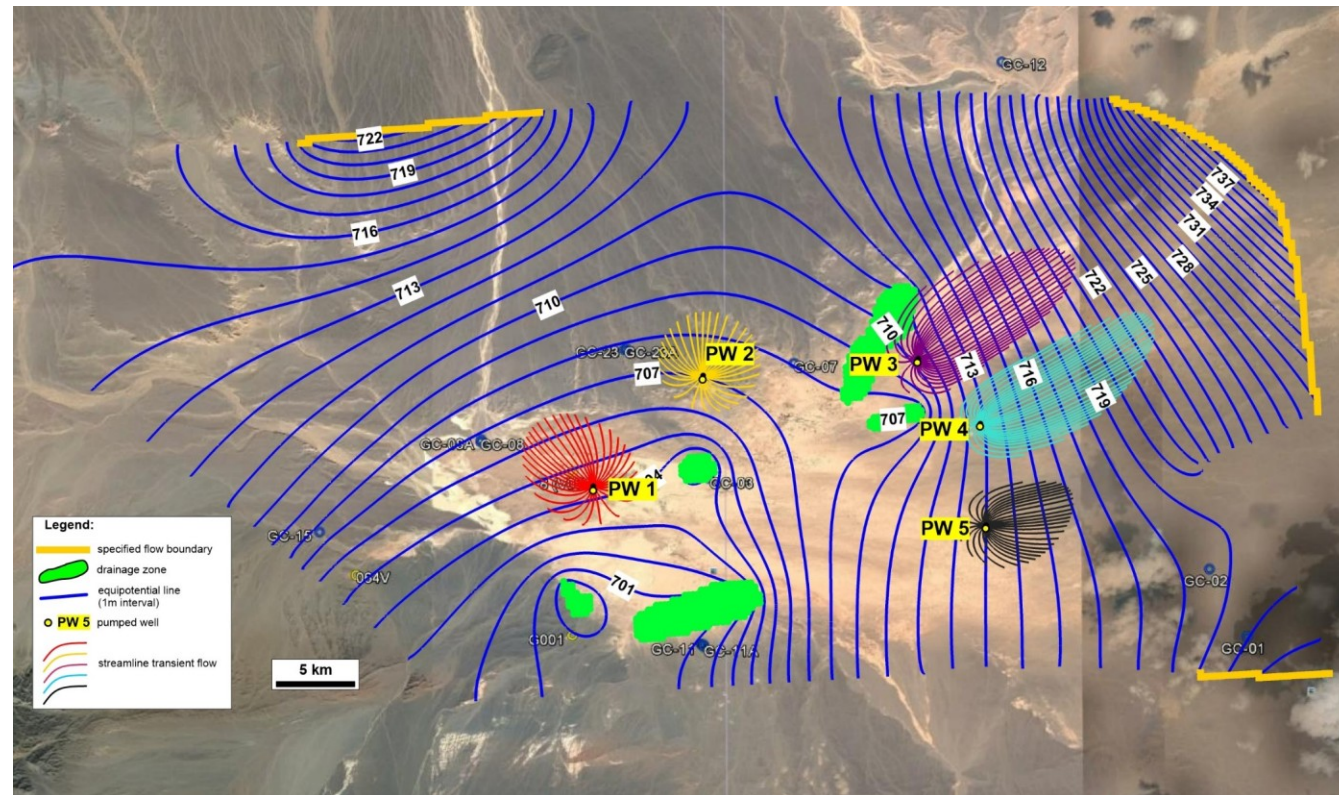 GC-12
722
719
737
734
716
731
728
725
722
713
710
710
GC-23 GC-23A
PW 2
GC-07
PW 3
713
716
707
719
707
PW 4
GC-09A GC-08
PW 1
GC-03
PW 5
GC-15
054V
701
GC-02
G001
GC-11
GC-11A
GC-01
5 km
Legend:
specified flow boundary
drainage zone
equipotential line
(1m interval)
PW 5 pumped well
streamline transient flow